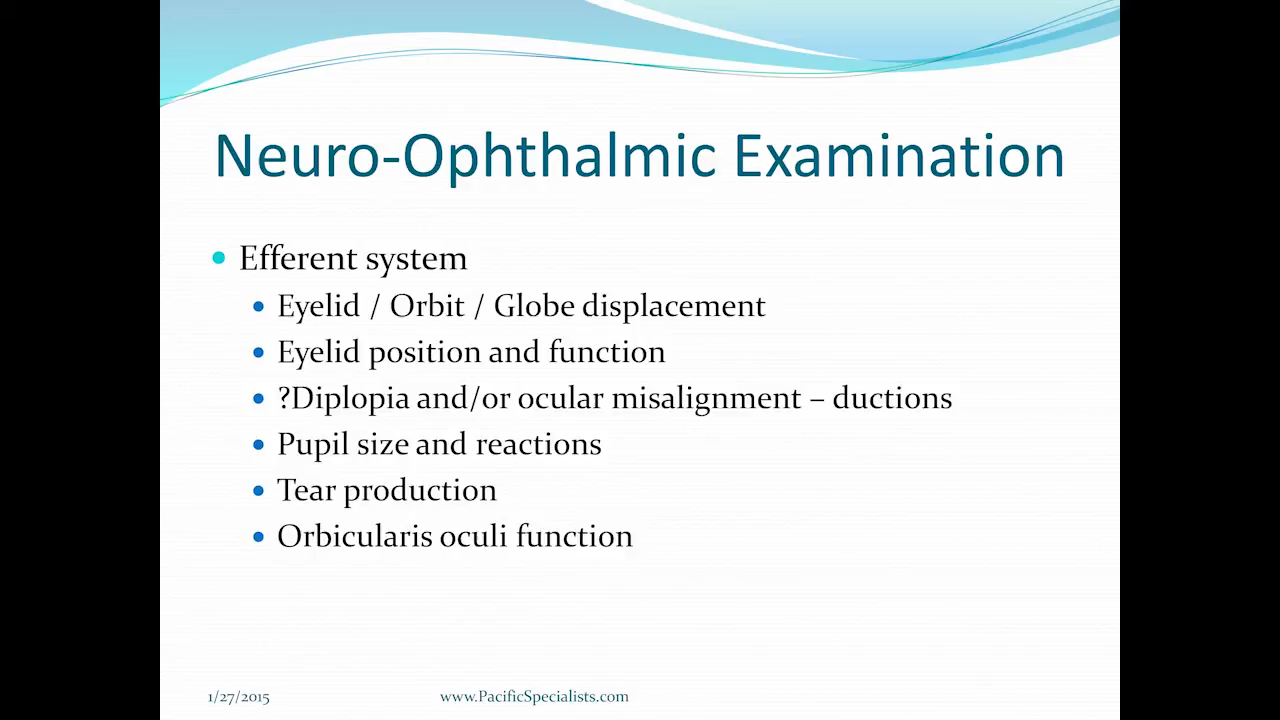 Neuro-Ophthalmic Examination
• Efferent system
• Eyelid / Orbit / Globe displacement
• Eyelid position and function
• ?Diplopia and/or ocular misalignment – ductions
• Pupil size and reactions
• Tear production
• Orbicularis oculi function
1/27/2015
www.PacificSpecialists.com